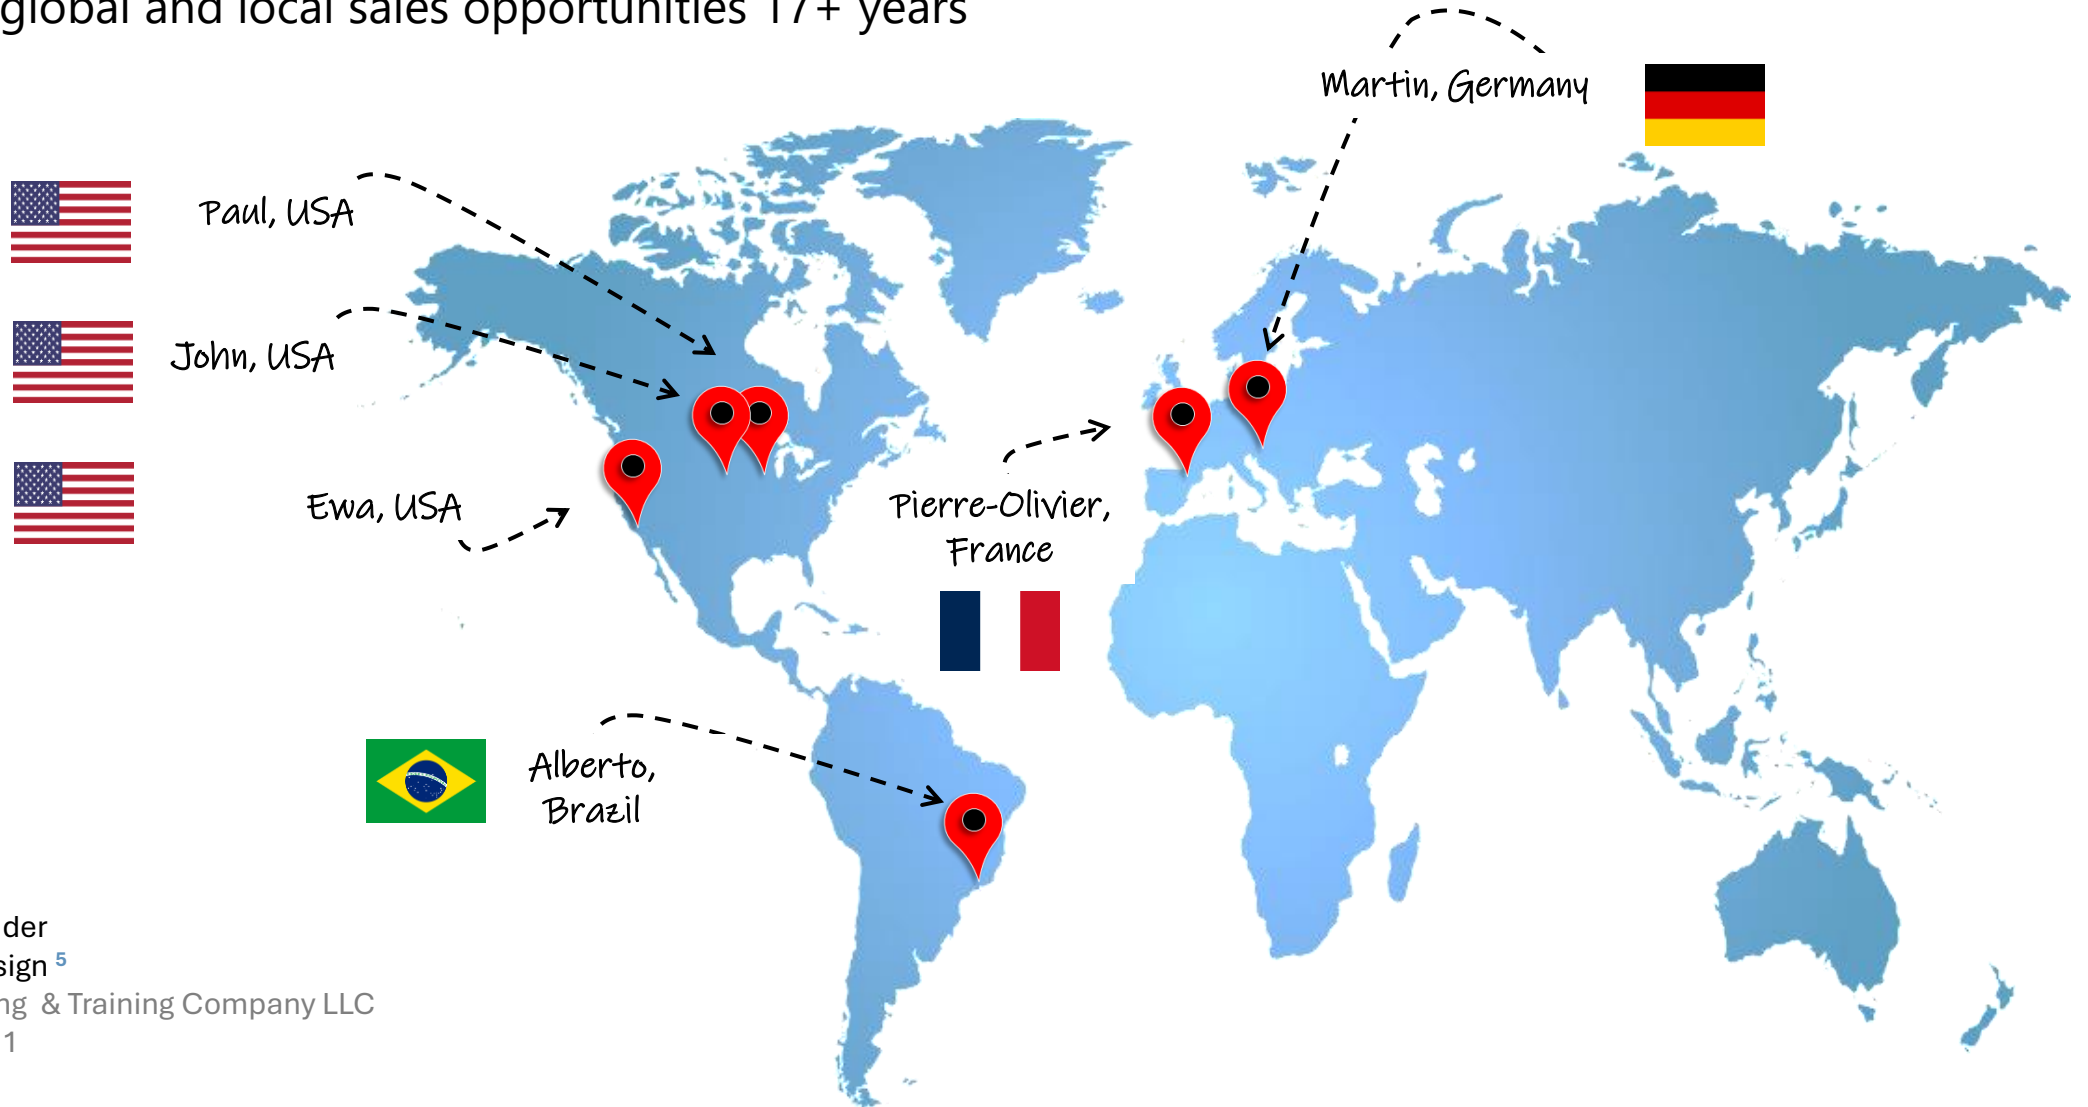 global and local sales opportunities 17+ years
Martin, Germany
Paul, USA
John, USA
Ewa, USA
Pierre-Olivier,
France
Alberto,
Brazil
der
sign 5
ng & Training Company LLC
1